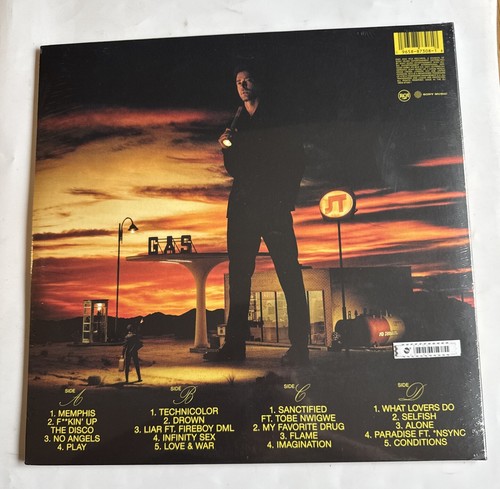 RCA
SONY MUSIC
GAS
JT
SIDE A
1. MEMPHIS
2. F**KIN' UP
THE DISCO
3. NO ANGELS
4. PLAY
SIDE B
1. TECHNICOLOR
2. DROWN
3. LIAR FT. FIREBOY DML
4. INFINITY SEX
5. LOVE & WAR
SIDE C
1. SANCTIFIED
FT. TOBE NWIGWE
2. MY FAVORITE DRUG
3. FLAME
4. IMAGINATION
SIDE D
1. WHAT LOVERS DO
2. SELFISH
3. ALONE
4. PARADISE FT. *NSYNC
5. CONDITIONS